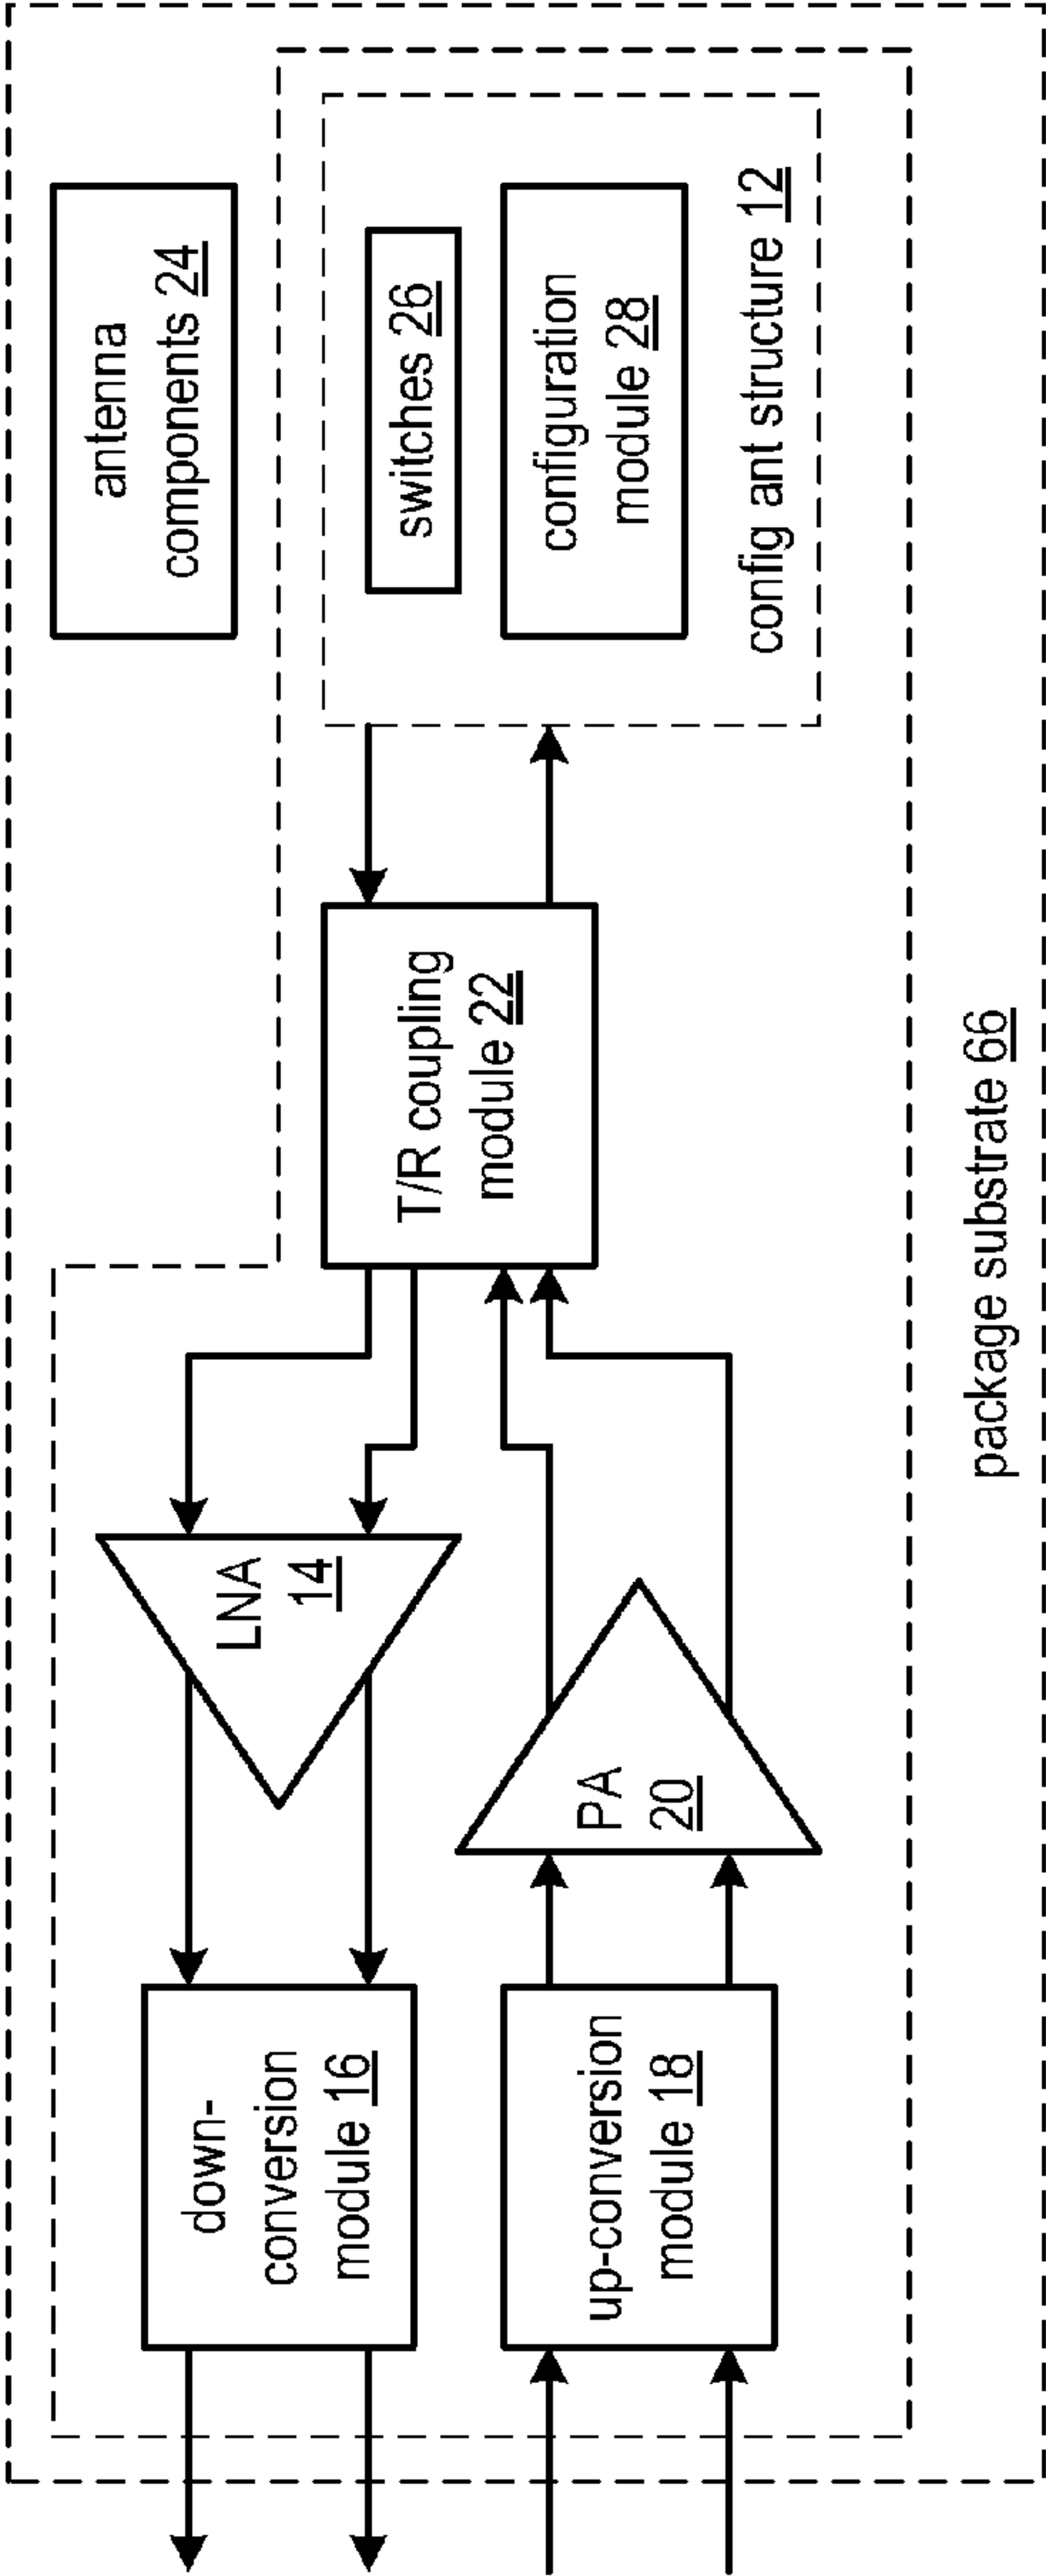 down-
conversion
module 16
LNA
14
T/R coupling
module 22
antenna
components 24
switches 26
configuration
module 28
config ant structure 12
up-conversion
module 18
PA
20
package substrate 66